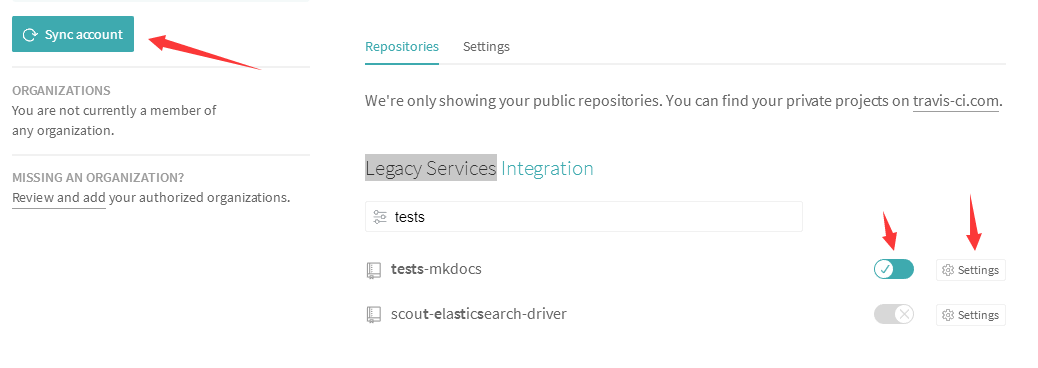 Sync account
ORGANIZATIONS
You are not currently a member of
any organization.
MISSING AN ORGANIZATION?
Review and add your authorized organizations.
Repositories
Settings
We're only showing your public repositories. You can find your private projects on travis-ci.com.
Legacy Services Integration
tests
tests-mkdocs
Settings
scout-elasticsearch-driver
Settings